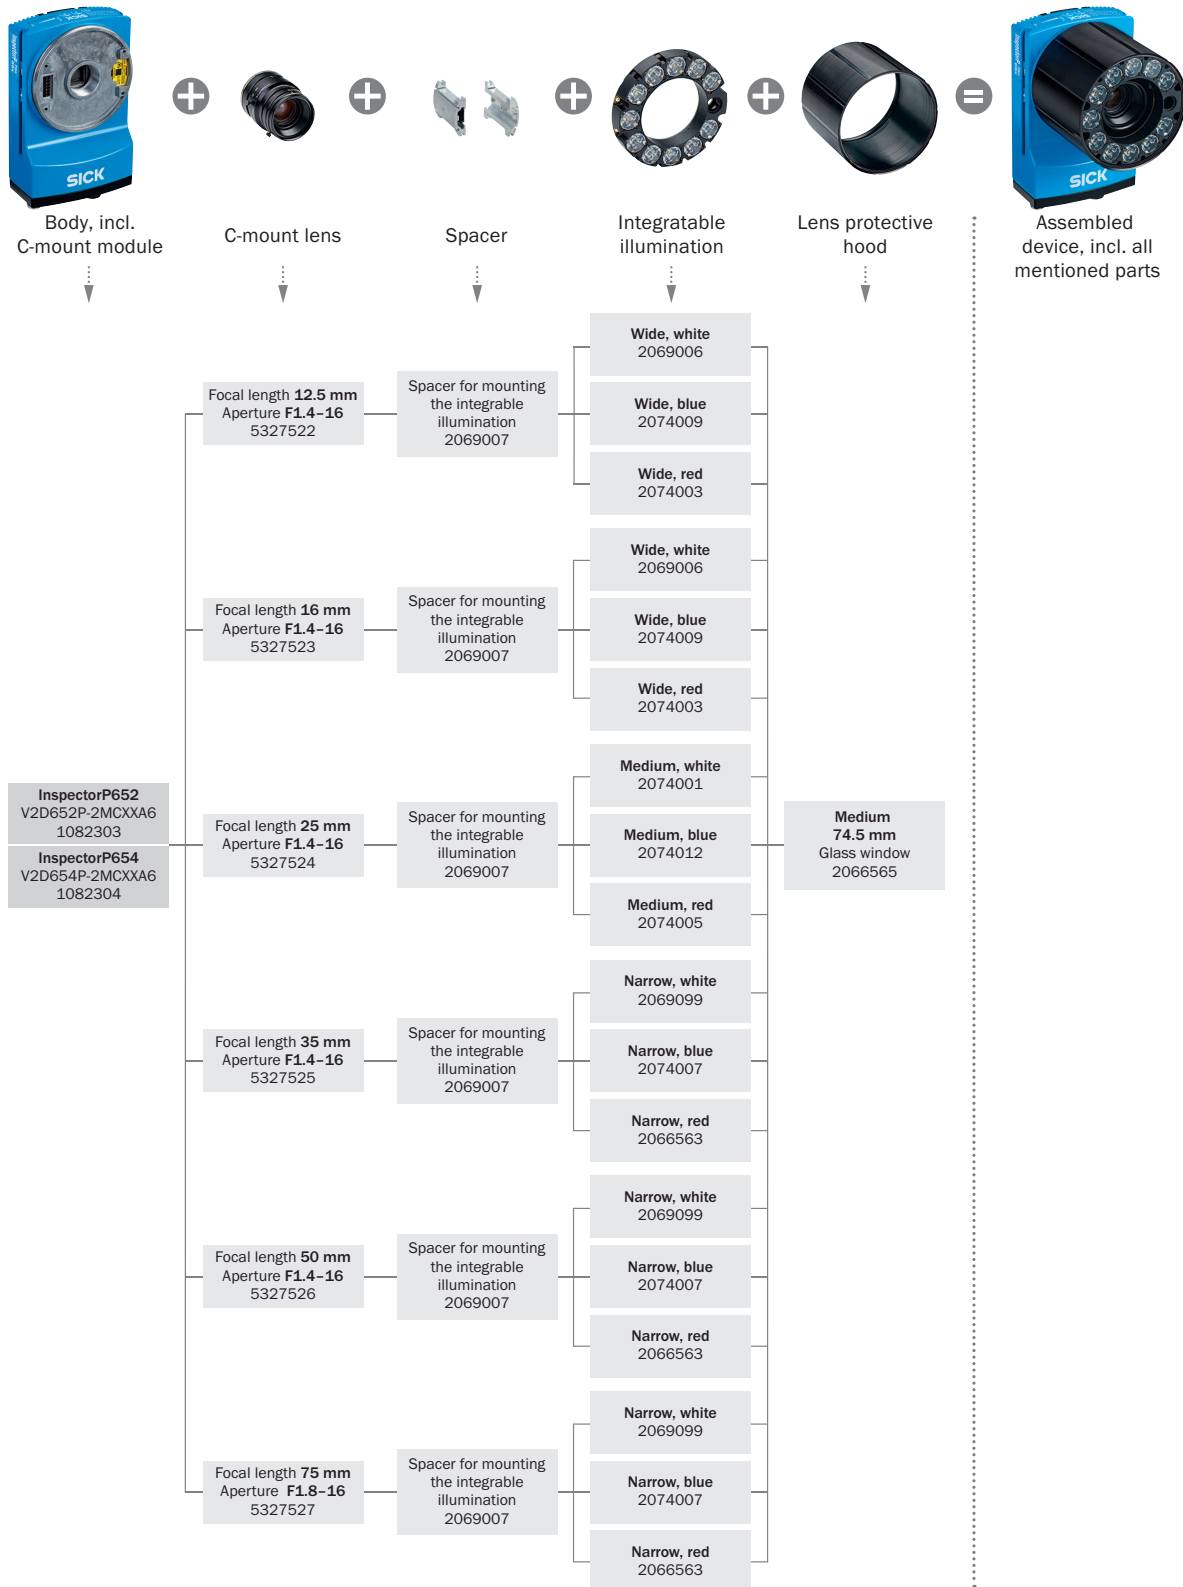 SICK
SICK
SICK
SICK
Body, incl.
C-mount module
C-mount lens
Spacer
Integratable
illumination
Lens protective
hood
Assembled
device, incl. all
mentioned parts
InspectorP652
V2D652P-2MCXXA6
1082303
InspectorP654
V2D654P-2MCXXA6
1082304
Focal length 12.5 mm
Aperture F1.4–16
5327522
Spacer for mounting
the integrable
illumination
2069007
Wide, white
2069006
Wide, blue
2074009
Wide, red
2074003
Focal length 16 mm
Aperture F1.4–16
5327523
Spacer for mounting
the integrable
illumination
2069007
Wide, white
2069006
Wide, blue
2074009
Wide, red
2074003
Focal length 25 mm
Aperture F1.4–16
5327524
Spacer for mounting
the integrable
illumination
2069007
Medium, white
2074001
Medium, blue
2074012
Medium, red
2074005
Focal length 35 mm
Aperture F1.4–16
5327525
Spacer for mounting
the integrable
illumination
2069007
Narrow, white
2069099
Narrow, blue
2074007
Narrow, red
2066563
Focal length 50 mm
Aperture F1.4–16
5327526
Spacer for mounting
the integrable
illumination
2069007
Narrow, white
2069099
Narrow, blue
2074007
Narrow, red
2066563
Focal length 75 mm
Aperture F1.8–16
5327527
Spacer for mounting
the integrable
illumination
2069007
Narrow, white
2069099
Narrow, blue
2074007
Narrow, red
2066563
Medium
74.5 mm
Glass window
2066565